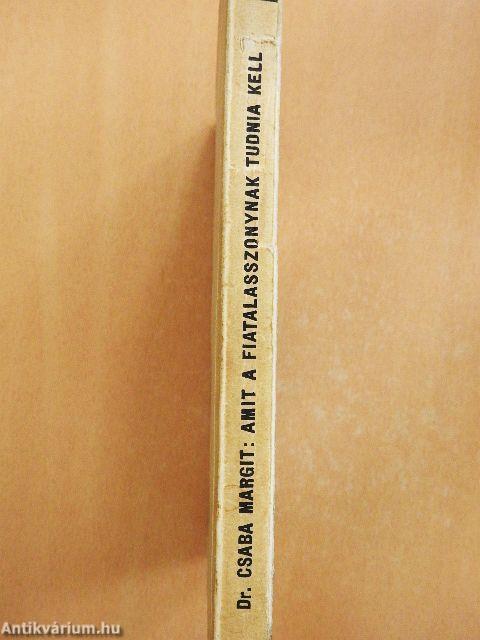 Dr. CSABA MARGIT: AMIT A FIATALASSZONYNAK TUDNIA KELL
Antikvárium.hu